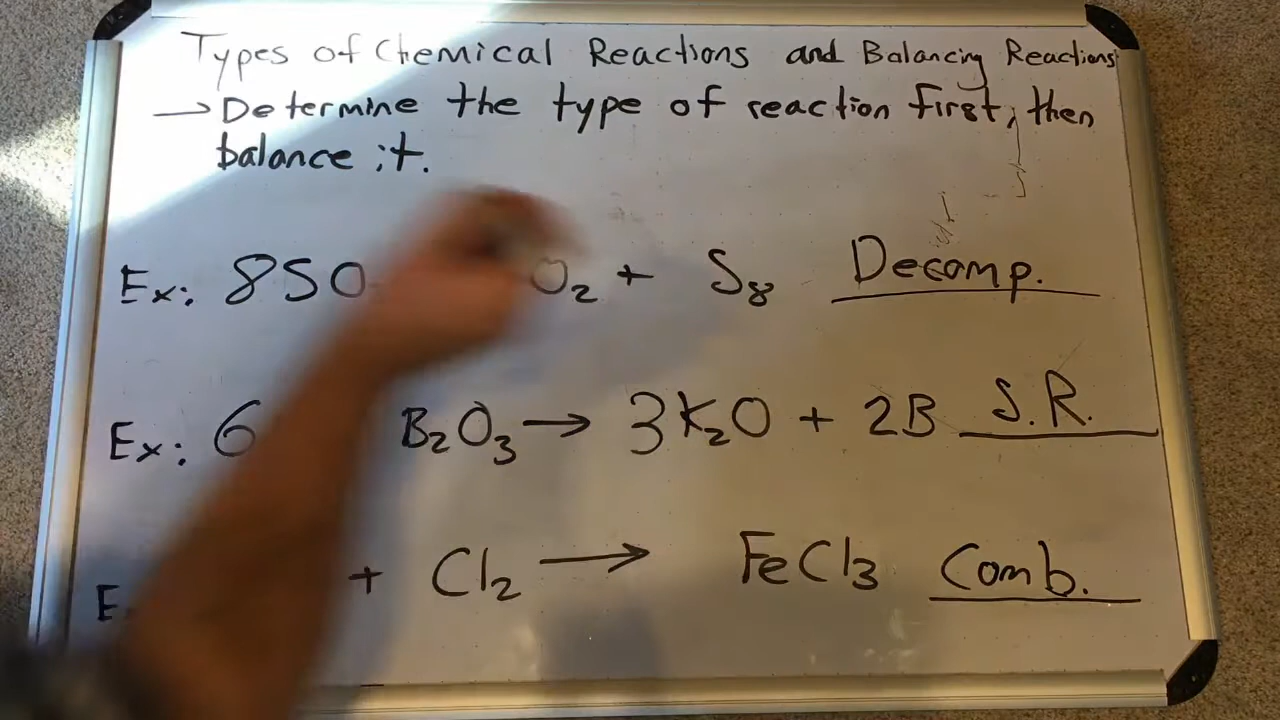 Types of Chemical Reactions and Balancing Reactions
→ Determine the type of reaction first, then
balance it.
Ex: 8SO O₂ + S₈ Decomp.
Ex: 6 B₂O₃ → 3K₂O + 2B S.R.
E + Cl₂ → FeCl₃ Comb.